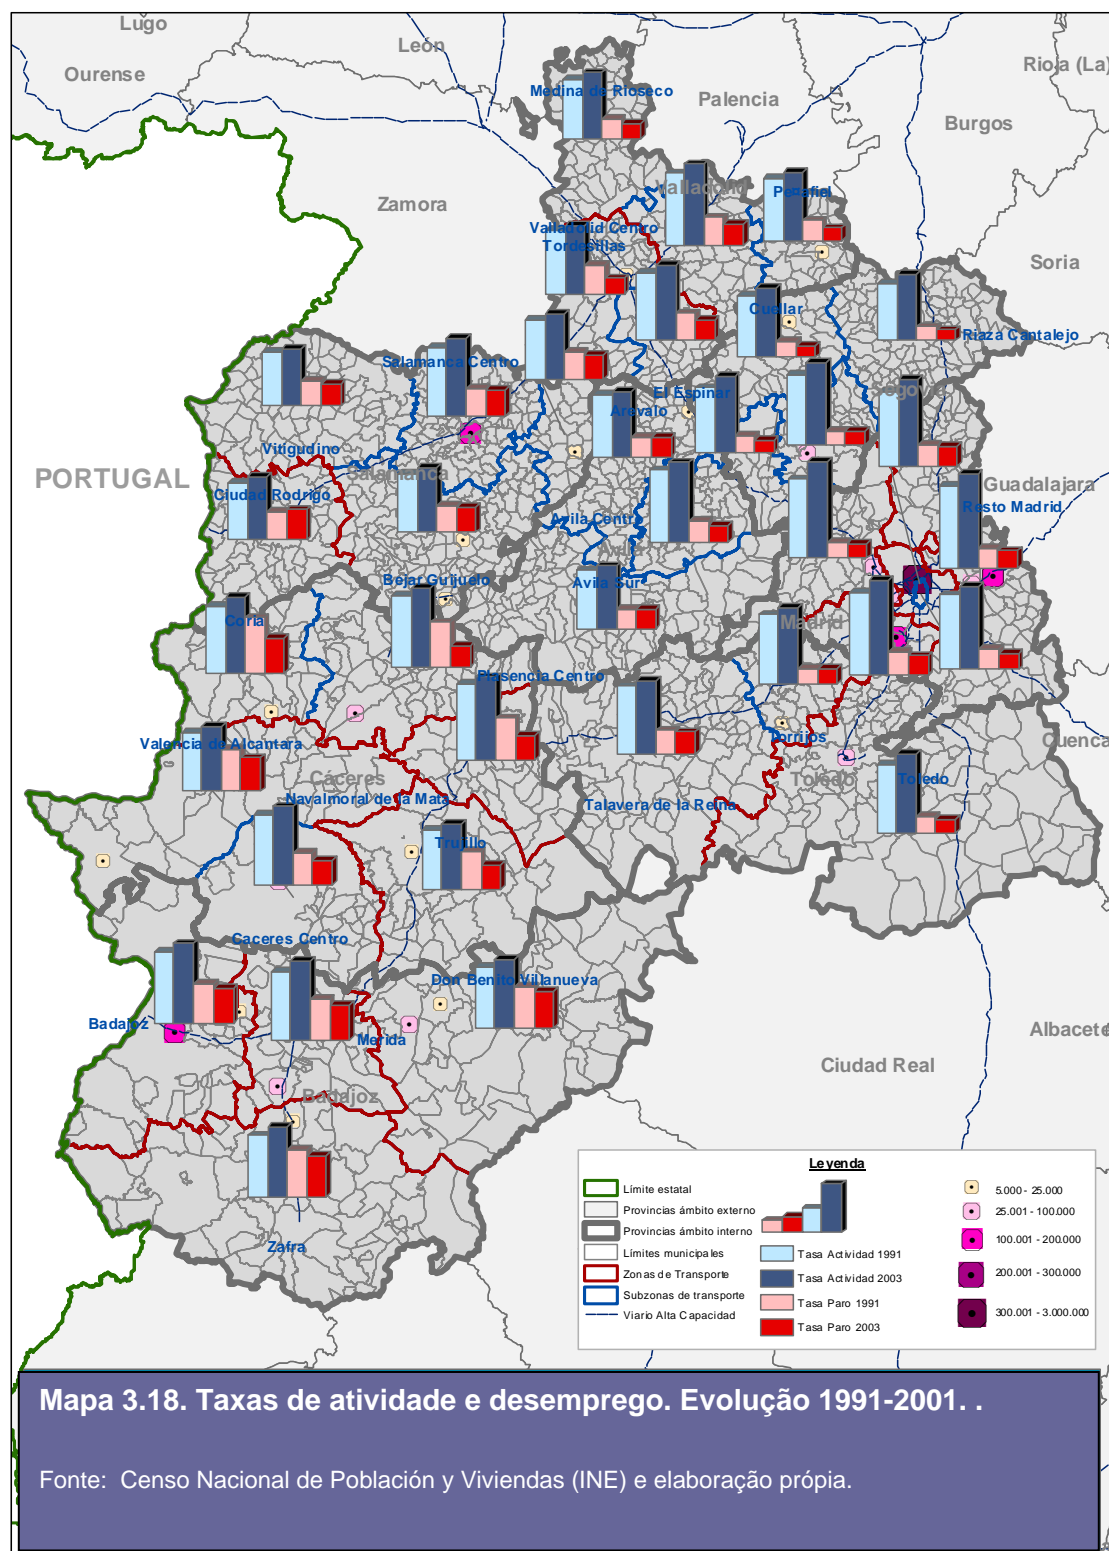 Lugo
León
Ourense
Rioja (La)
Medina de Rioseco
Palencia
Burgos
Zamora
Valladolid
Peñafiel
Valladolid Centro
Tordesillas
Soria
Cuellar
Riaza Cantalejo
Salamanca Centro
El Espinar
Segovia
Arevalo
Vitigudino
PORTUGAL
Salamanca
Guadalajara
Ciudad Rodrigo
Resto Madrid
Avila Centro
Avila
Bejar Guijuelo
Avila Sur
Coria
Madrid
Plasencia Centro
Torrijos
Cuenca
Valencia de Alcantara
Cáceres
Toledo
Toledo
Navalmoral de la Mata
Talavera de la Reina
Trujillo
Caceres Centro
Don Benito Villanueva
Badajoz
Merida
Albacete
Ciudad Real
Badajoz
Zafra
Leyenda
Límite estatal
Provincias ámbito externo
Provincias ámbito interno
Límites municipales
Zonas de Transporte
Subzonas de transporte
Viario Alta Capacidad
Tasa Actividad 1991
Tasa Actividad 2003
Tasa Paro 1991
Tasa Paro 2003
5.000 - 25.000
25.001 - 100.000
100.001 - 200.000
200.001 - 300.000
300.001 - 3.000.000
Mapa 3.18. Taxas de atividade e desemprego. Evolução 1991-2001. .
Fonte: Censo Nacional de Población y Viviendas (INE) e elaboração própia.